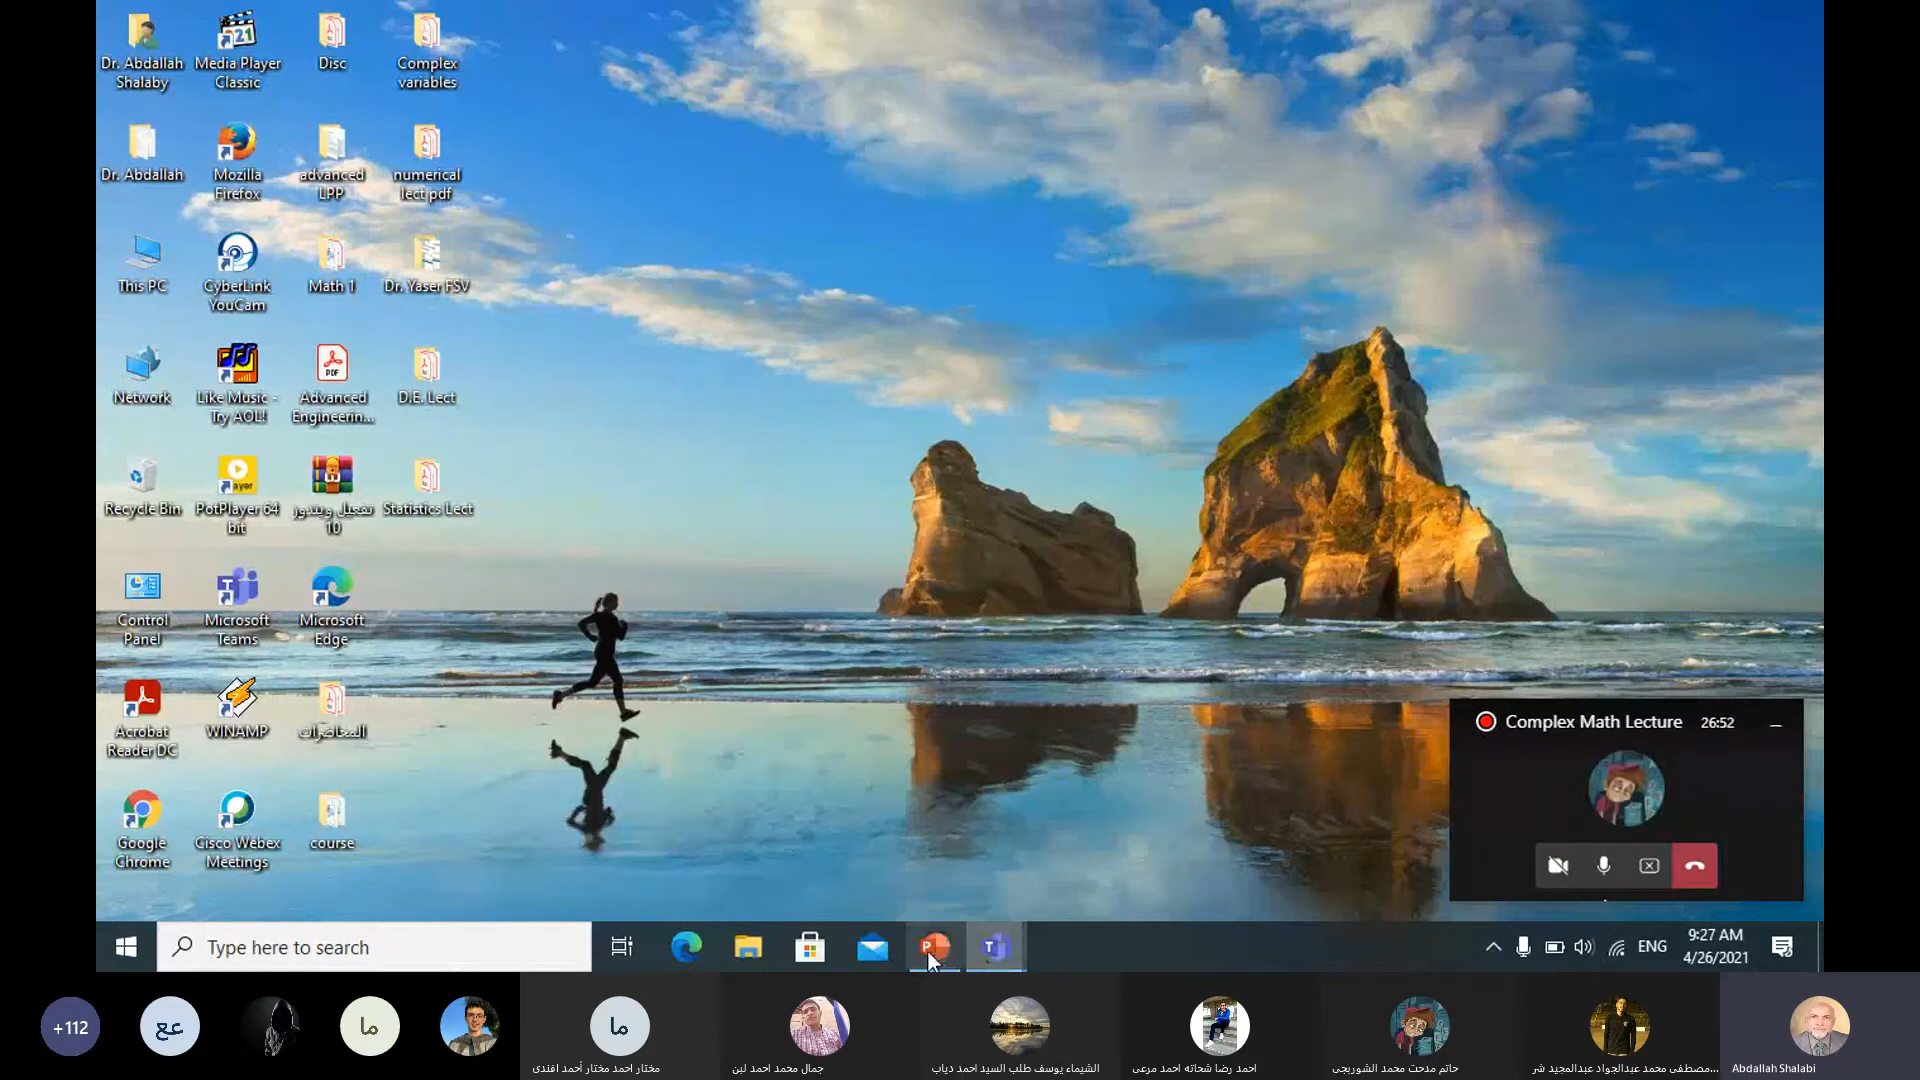 Dr. Abdallah
Shalaby
Media Player
Classic
Disc
Complex
variables
Dr. Abdallah
Mozilla
Firefox
advanced
LPP
numerical
lect pdf
This PC
CyberLink
YouCam
Math 1
Dr. Yaser FSV
Network
Like Music -
Try AOL!
Advanced
Engineerin...
D.E. Lect
Recycle Bin
PotPlayer 64
bit
تفعيل ويندوز
10
Statistics Lect
Control
Panel
Microsoft
Teams
Microsoft
Edge
Acrobat
Reader DC
WINAMP
المحاضرات
Google
Chrome
Cisco Webex
Meetings
course
Complex Math Lecture 26:52
Type here to search
ENG
9:27 AM
4/26/2021
+112
عع
ما
ما
مختار احمد مختار أحمد افندى
جمال محمد احمد لبن
الشيماء يوسف طلب السيد احمد دياب
احمد رضا شحاته احمد مرعى
حاتم مدحت محمد الشوربجى
مصطفى محمد عبدالجواد عبدالمجيد شر...
Abdallah Shalabi